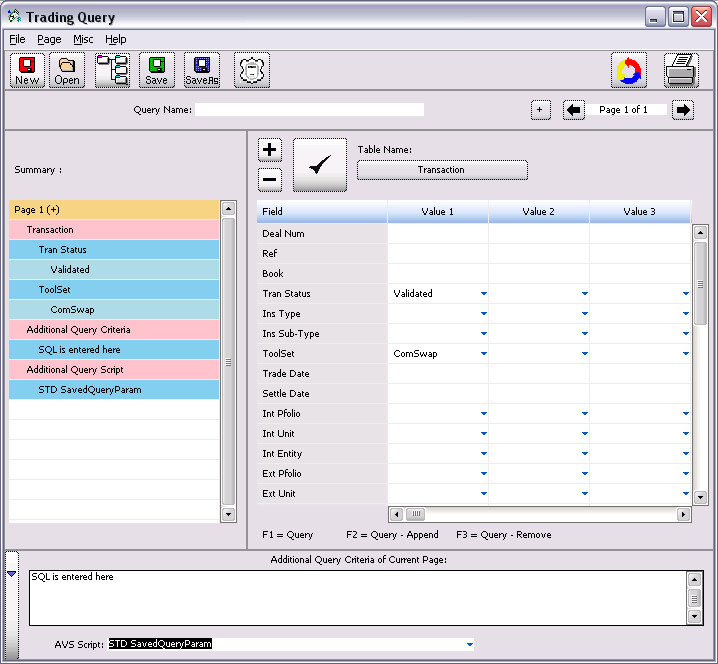 Trading Query
File Page Misc Help
New Open Save SaveAs
Query Name:
+ Page 1 of 1
Summary :
Page 1 (+)
Transaction
Tran Status
Validated
ToolSet
ComSwap
Additional Query Criteria
SQL is entered here
Additional Query Script
STD SavedQueryParam
Table Name:
Transaction
Field Value 1 Value 2 Value 3
Deal Num
Ref
Book
Tran Status Validated
Ins Type
Ins Sub-Type
ToolSet ComSwap
Trade Date
Settle Date
Int Pfolio
Int Unit
Int Entity
Ext Pfolio
Ext Unit
F1 = Query F2 = Query - Append F3 = Query - Remove
Additional Query Criteria of Current Page:
SQL is entered here
AVS Script: STD SavedQueryParam